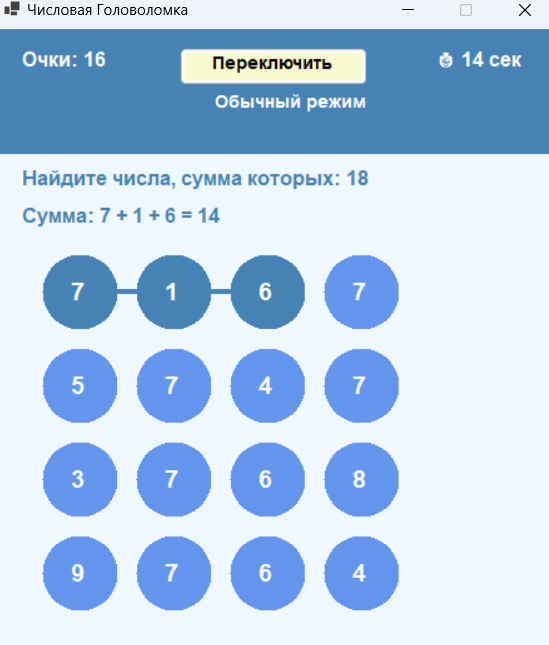 Числовая Головоломка
Очки: 16
Переключить
14 сек
Обычный режим
Найдите числа, сумма которых: 18
Сумма: 7 + 1 + 6 = 14
7 1 6 7
5 7 4 7
3 7 6 8
9 7 6 4